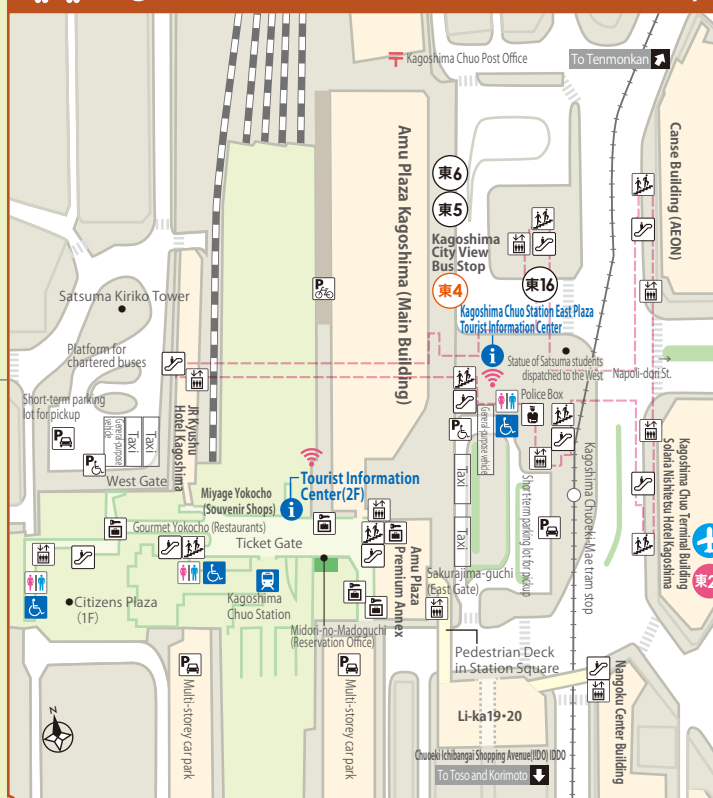 Kagoshima Chuo Post Office
To Tenmonkan
Canse Building (AEON)
Amu Plaza Kagoshima (Main Building)
東6
東5
Kagoshima
City View
Bus Stop
東4
東16
Kagoshima Chuo Station East Plaza
Tourist Information Center
Satsuma Kiriko Tower
Platform for
chartered buses
Statue of Satsuma students
dispatched to the West
Napoli-dori St.
Short-term parking
lot for pickup
P
P
P
General-purpose
vehicle
Taxi
Taxi
JR Kyushu
Hotel Kagoshima
Police Box
P
General-purpose vehicle
Taxi
Taxi
Short-term parking lot for pickup
P
Kagoshima Chuoeki-Mae tram stop
Kagoshima Chuo Terminal Building
Solaria Nishitetsu Hotel Kagoshima
東2
West Gate
Miyage Yokocho
(Souvenir Shops)
Tourist Information
Center(2F)
Gourmet Yokocho (Restaurants)
Ticket Gate
Amu Plaza
Premium Annex
Sakurajima-guchi
(East Gate)
Citizens Plaza
(1F)
Kagoshima
Chuo Station
Midori-no-Madoguchi
(Reservation Office)
Pedestrian Deck
in Station Square
P
Multi-storey car park
P
Multi-storey car park
Nangoku Center Building
Li-ka19•20
N
Chuoeki Ichibangai Shopping Avenue(IIDO) IDDO
To Toso and Korimoto